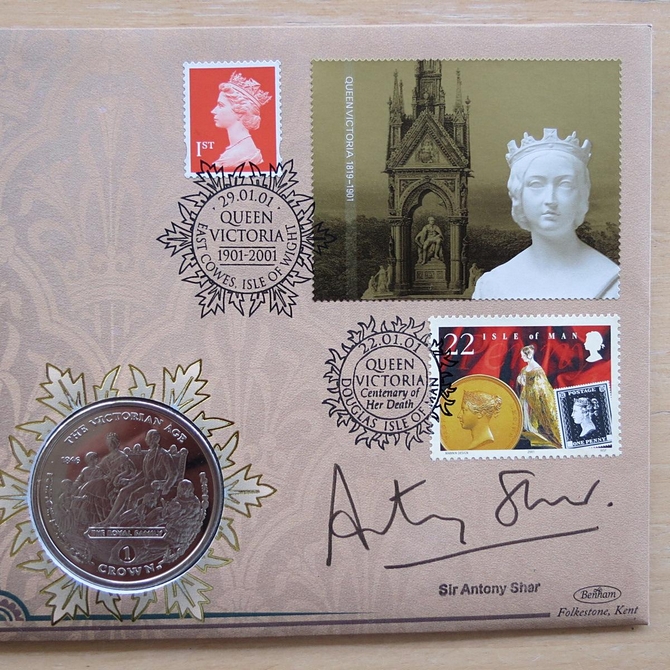 1ST
QUEEN VICTORIA 1819-1901
29.01.01
QUEEN
VICTORIA
1901-2001
EAST COWES, ISLE OF WIGHT
22 ISLE of MAN
POSTAGE
ONE PENNY
22.01.01
QUEEN
VICTORIA
Centenary of
Her Death
DOUGLAS ISLE OF MAN
THE VICTORIAN AGE
1846
THE ROYAL FAMILY
1
CROWN
Antony Sher.
Sir Antony Sher
Benham
Folkestone, Kent